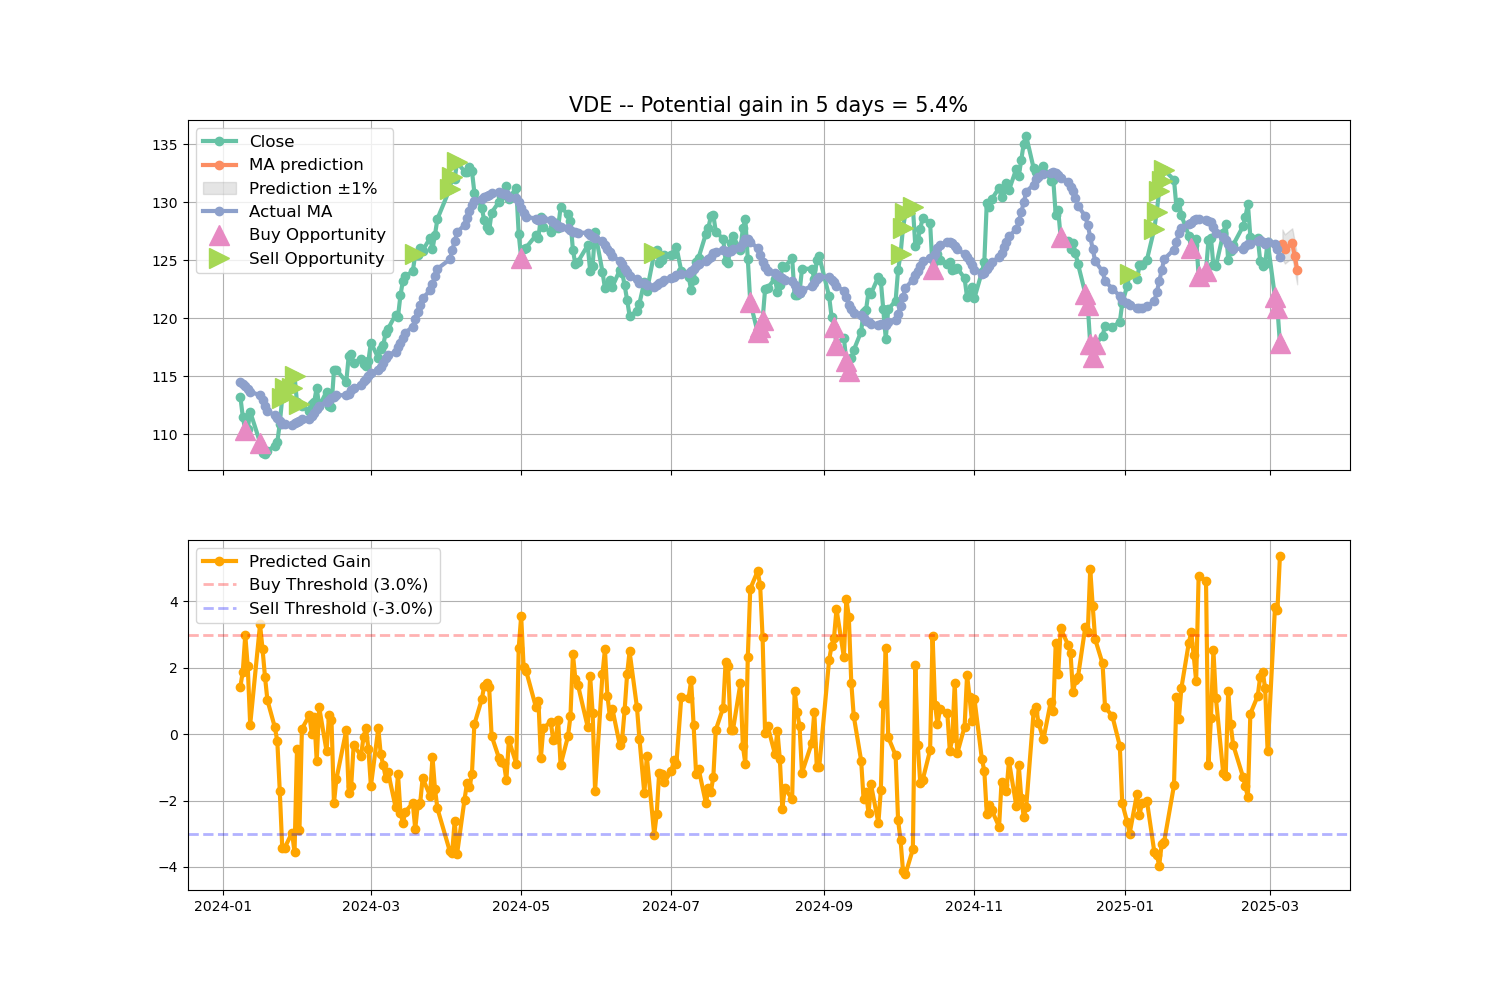 VDE -- Potential gain in 5 days = 5.4%
135
130
125
120
115
110
Close
MA prediction
Prediction ±1%
Actual MA
Buy Opportunity
Sell Opportunity
4
2
0
−2
−4
Predicted Gain
Buy Threshold (3.0%)
Sell Threshold (-3.0%)
2024-01
2024-03
2024-05
2024-07
2024-09
2024-11
2025-01
2025-03